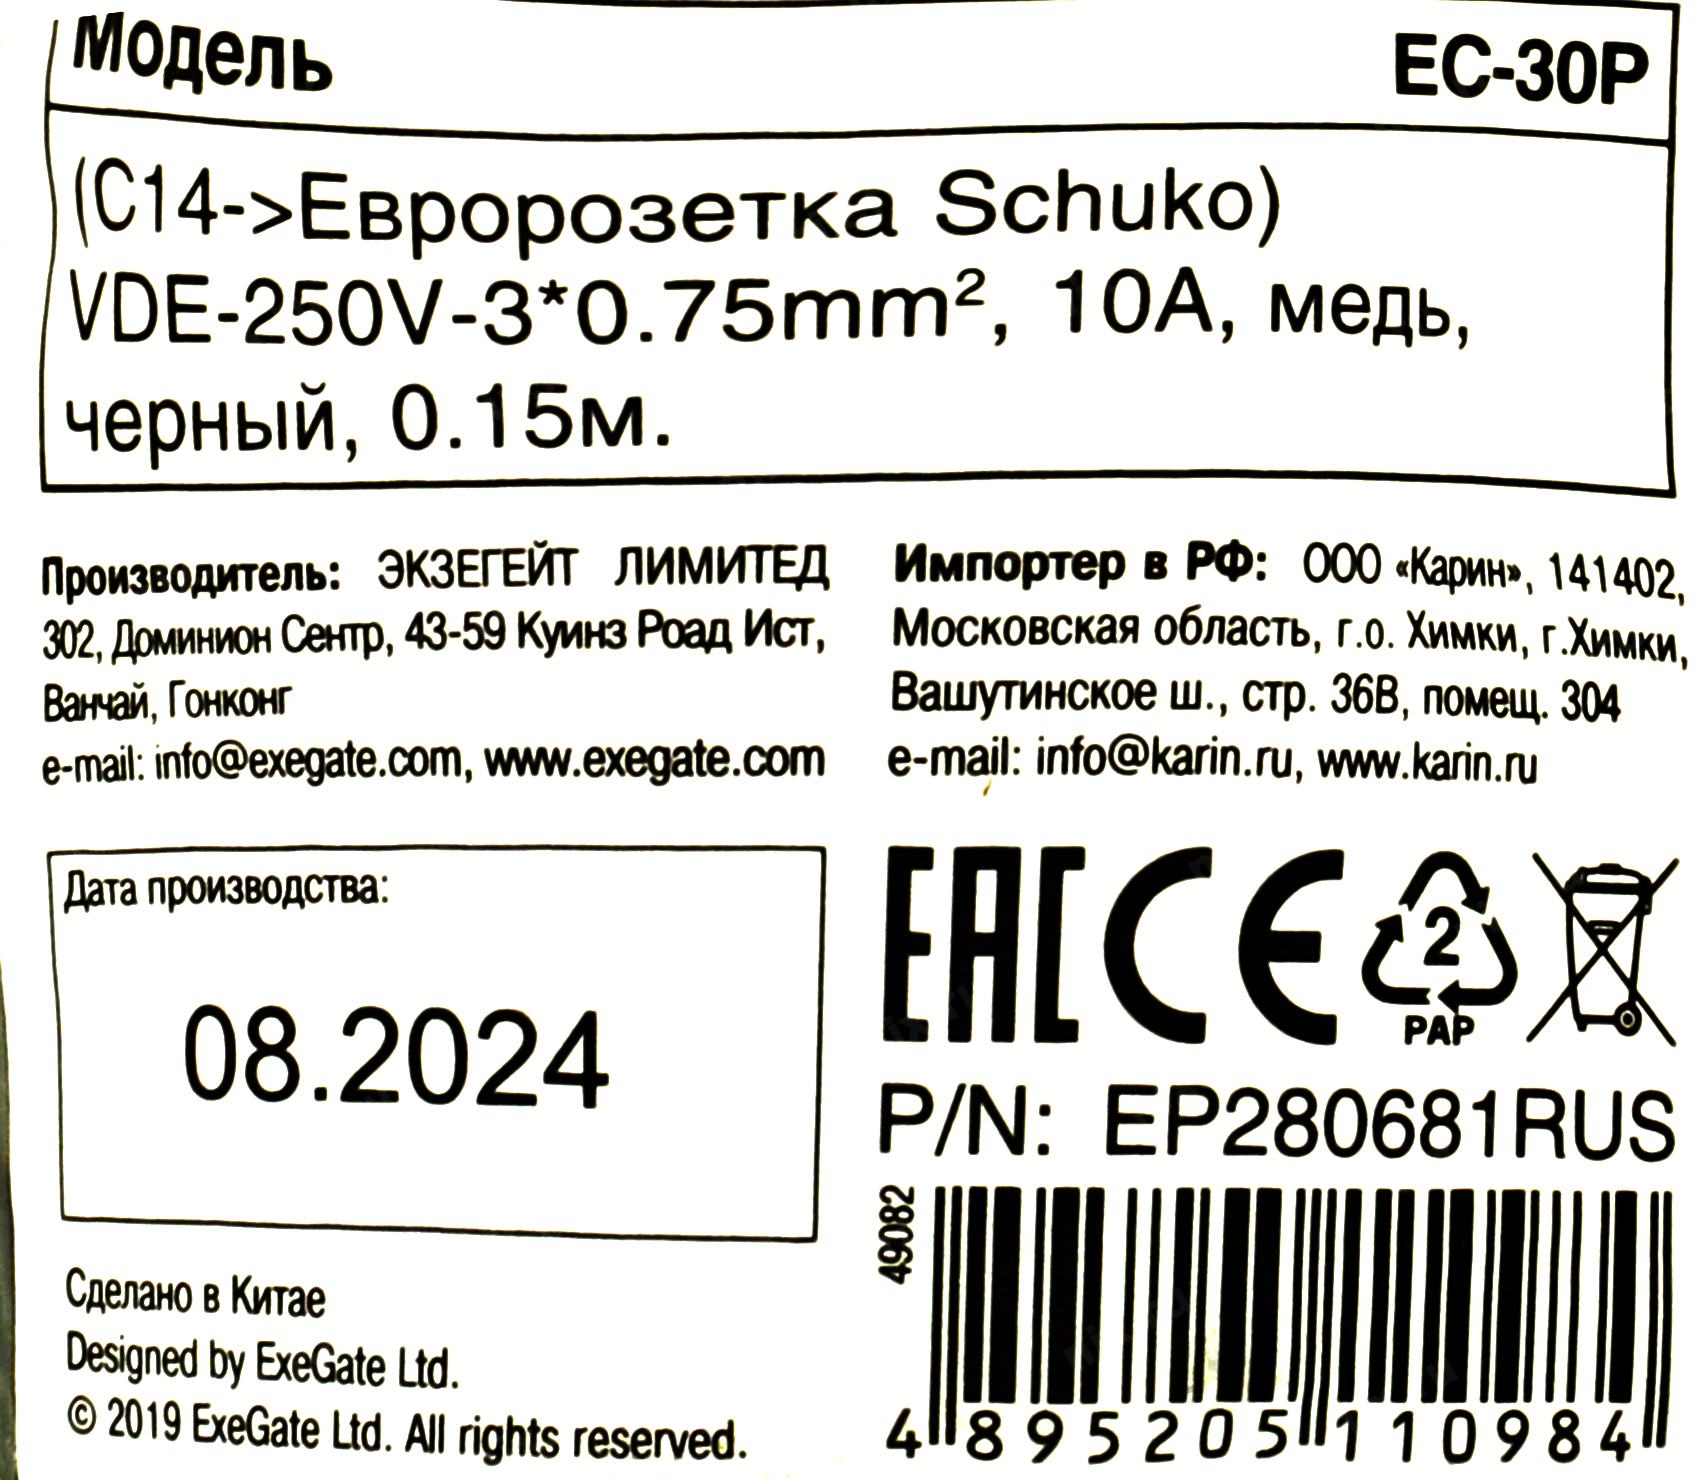 Модель EC-30P
(C14->Евророзетка Schuko)
VDE-250V-3*0.75mm², 10A, медь,
черный, 0.15м.
Производитель: ЭКЗЕГЕЙТ ЛИМИТЕД
302, Доминион Сентр, 43-59 Куинз Роад Ист,
Ванчай, Гонконг
e-mail: info@exegate.com, www.exegate.com
Импортер в РФ: ООО «Карин», 141402,
Московская область, г.о. Химки, г.Химки,
Вашутинское ш., стр. 36В, помещ. 304
e-mail: info@karin.ru, www.karin.ru
Дата производства:
08.2024
Сделано в Китае
Designed by ExeGate Ltd.
© 2019 ExeGate Ltd. All rights reserved.
EAC CE 2
PAP
P/N: EP280681RUS
49082
4 895205 110984